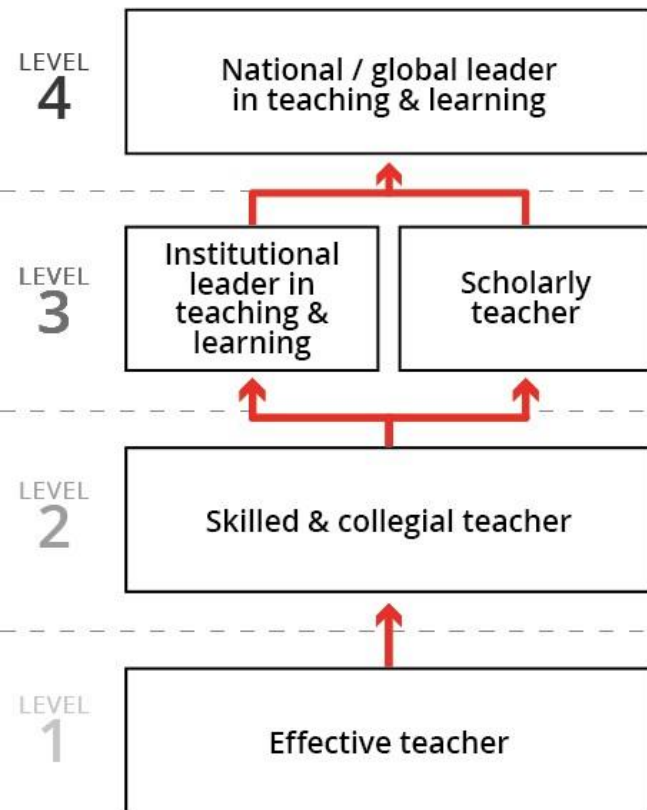 LEVEL
4
National / global leader
in teaching & learning
LEVEL
3
Institutional
leader in
teaching &
learning
Scholarly
teacher
LEVEL
2
Skilled & collegial teacher
LEVEL
1
Effective teacher